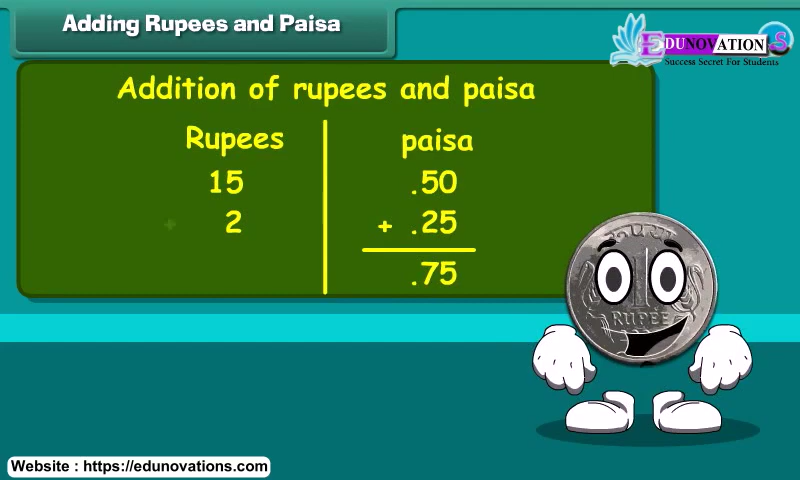 Adding Rupees and Paisa
EDUNOVATIONS
Success Secret For Students
Addition of rupees and paisa
Rupees paisa
15 .50
+ 2 + .25
.75
1
RUPEE
Website : https://edunovations.com